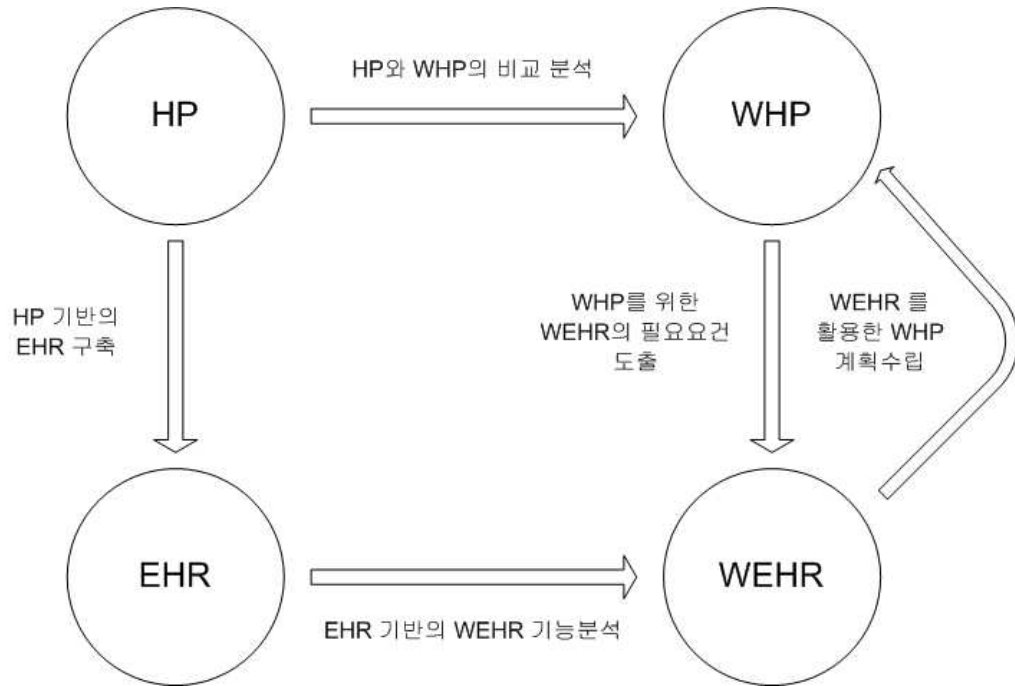 HP
HP와 WHP의 비교 분석
WHP
HP 기반의
EHR 구축
WHP를 위한
WEHR의 필요요건
도출
WEHR 를
활용한 WHP
계획수립
EHR
EHR 기반의 WEHR 기능분석
WEHR